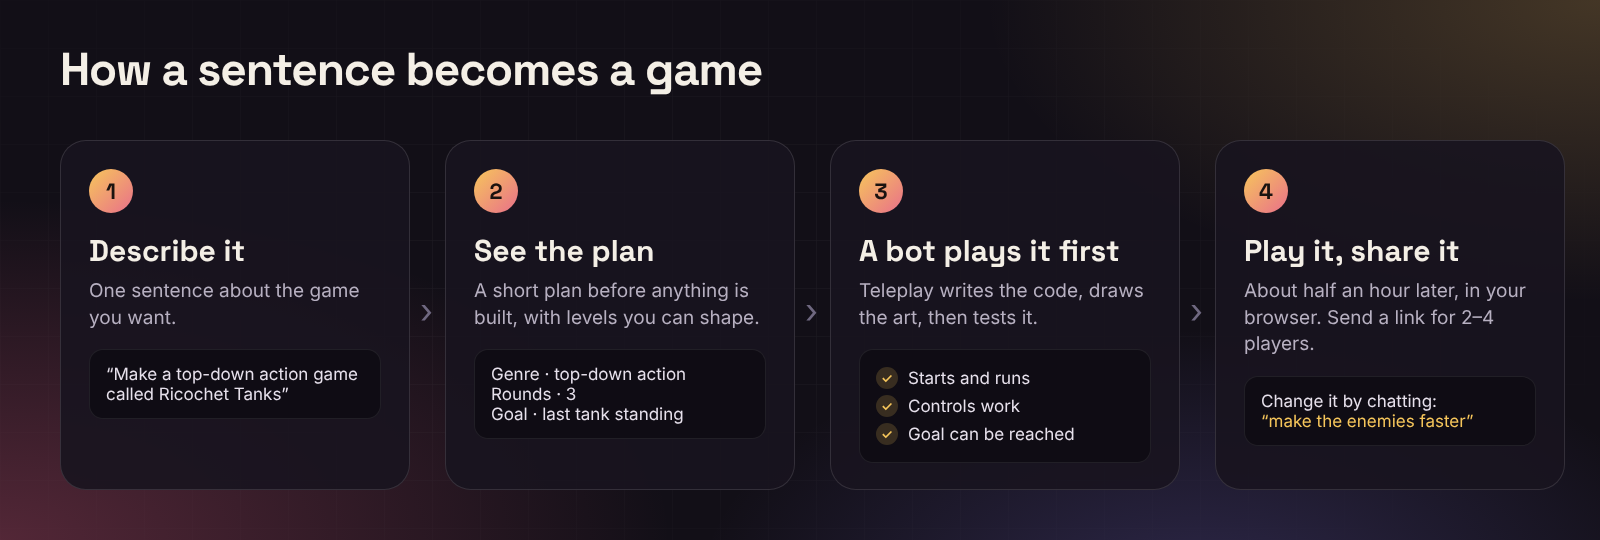 How a sentence becomes a game
1
Describe it
One sentence about the game
you want.
“Make a top-down action game
called Ricochet Tanks”
2
See the plan
A short plan before anything is
built, with levels you can shape.
Genre · top-down action
Rounds · 3
Goal · last tank standing
3
A bot plays it first
Teleplay writes the code, draws
the art, then tests it.
Starts and runs
Controls work
Goal can be reached
4
Play it, share it
About half an hour later, in your
browser. Send a link for 2–4
players.
Change it by chatting:
“make the enemies faster”